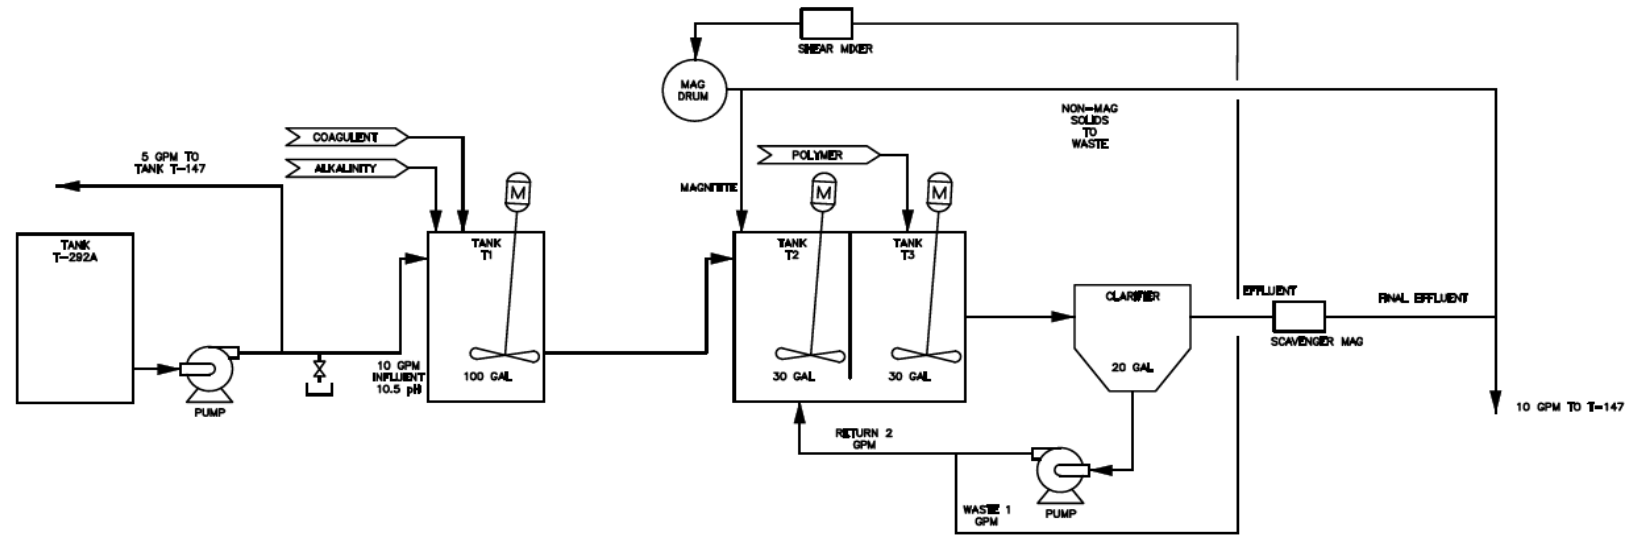 SHEAR MIXER
MAG
DRUM
NON-MAG
SOLIDS
TO
WASTE
COAGULENT
ALKALINITY
5 GPM TO
TANK T-147
POLYMER
MAGNITITE
M
M
M
TANK
T-292A
TANK
T1
TANK
T2
TANK
T3
CLARIFIER
EFFLUENT
FINAL EFFLUENT
SCAVENGER MAG
10 GPM
INFLUENT
10.5 pH
100 GAL
30 GAL
30 GAL
20 GAL
PUMP
10 GPM TO T-147
RETURN 2
GPM
WASTE 1
GPM
PUMP